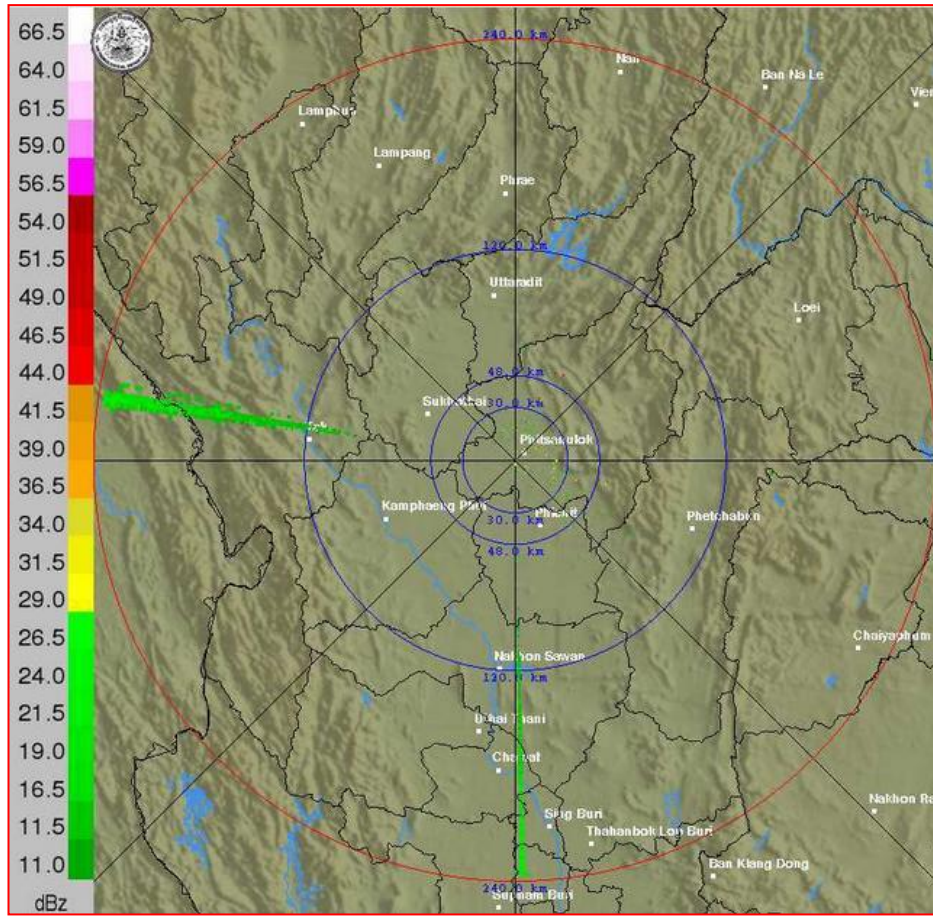 66.5
64.0
61.5
59.0
56.5
54.0
51.5
49.0
46.5
44.0
41.5
39.0
36.5
34.0
29.0
26.5
24.0
21.5
19.0
16.5
11.5
11.0
dBz
240.0 km
Nan
Ban Na Le
Vien
Lamphun
Lampang
Phrae
120.0 km
Uttaradit
Loei
48.0 km
Sukhothai
30.0 km
Phitsanulok
Kamphaeng Phet
30.0 km
Phichit
Phetchabun
48.0 km
Chaiyaphum
Nakhon Sawan
120.0 km
Uthai Thani
Chainat
Nakhon Ra
Sing Buri
Thahanbok Lop Buri
Ban Klang Dong
240.0 km
Suphan Buri